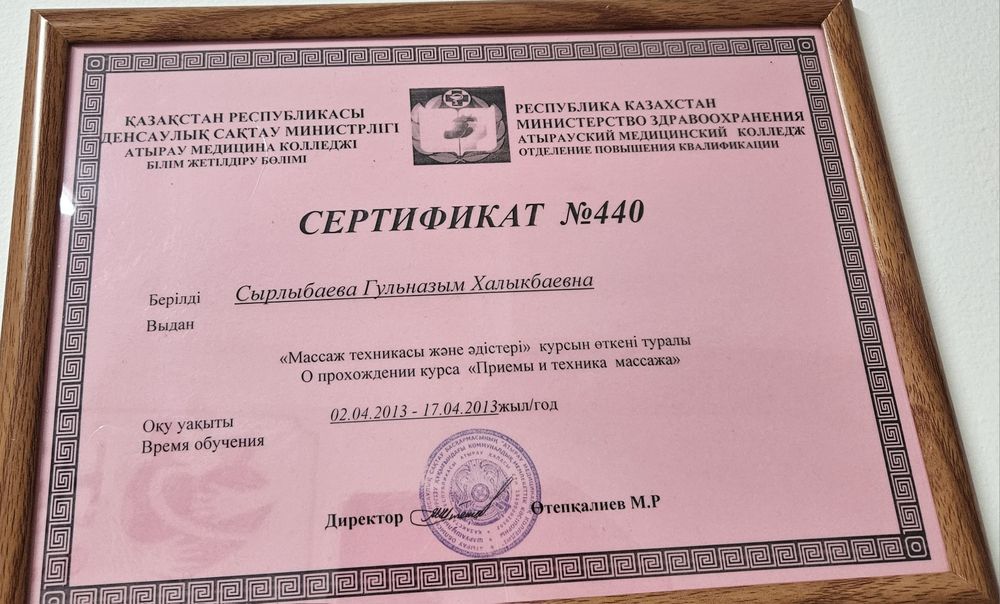 ҚАЗАҚСТАН РЕСПУБЛИКАСЫ
ДЕНСАУЛЫҚ САҚТАУ МИНИСТРЛІГІ
АТЫРАУ МЕДИЦИНА КОЛЛЕДЖІ
БІЛІМ ЖЕТІЛДІРУ БӨЛІМІ
РЕСПУБЛИКА КАЗАХСТАН
МИНИСТЕРСТВО ЗДРАВООХРАНЕНИЯ
АТЫРАУСКИЙ МЕДИЦИНСКИЙ КОЛЛЕДЖ
ОТДЕЛЕНИЕ ПОВЫШЕНИЯ КВАЛИФИКАЦИИ
СЕРТИФИКАТ №440
Берілді Сырлыбаева Гульназым Халыкбаевна
Выдан
«Массаж техникасы және әдістері» курсын өткені туралы
О прохождении курса «Приемы и техника массажа»
Оқу уақыты 02.04.2013 - 17.04.2013жыл/год
Время обучения
Директор Өтепқалиев М.Р